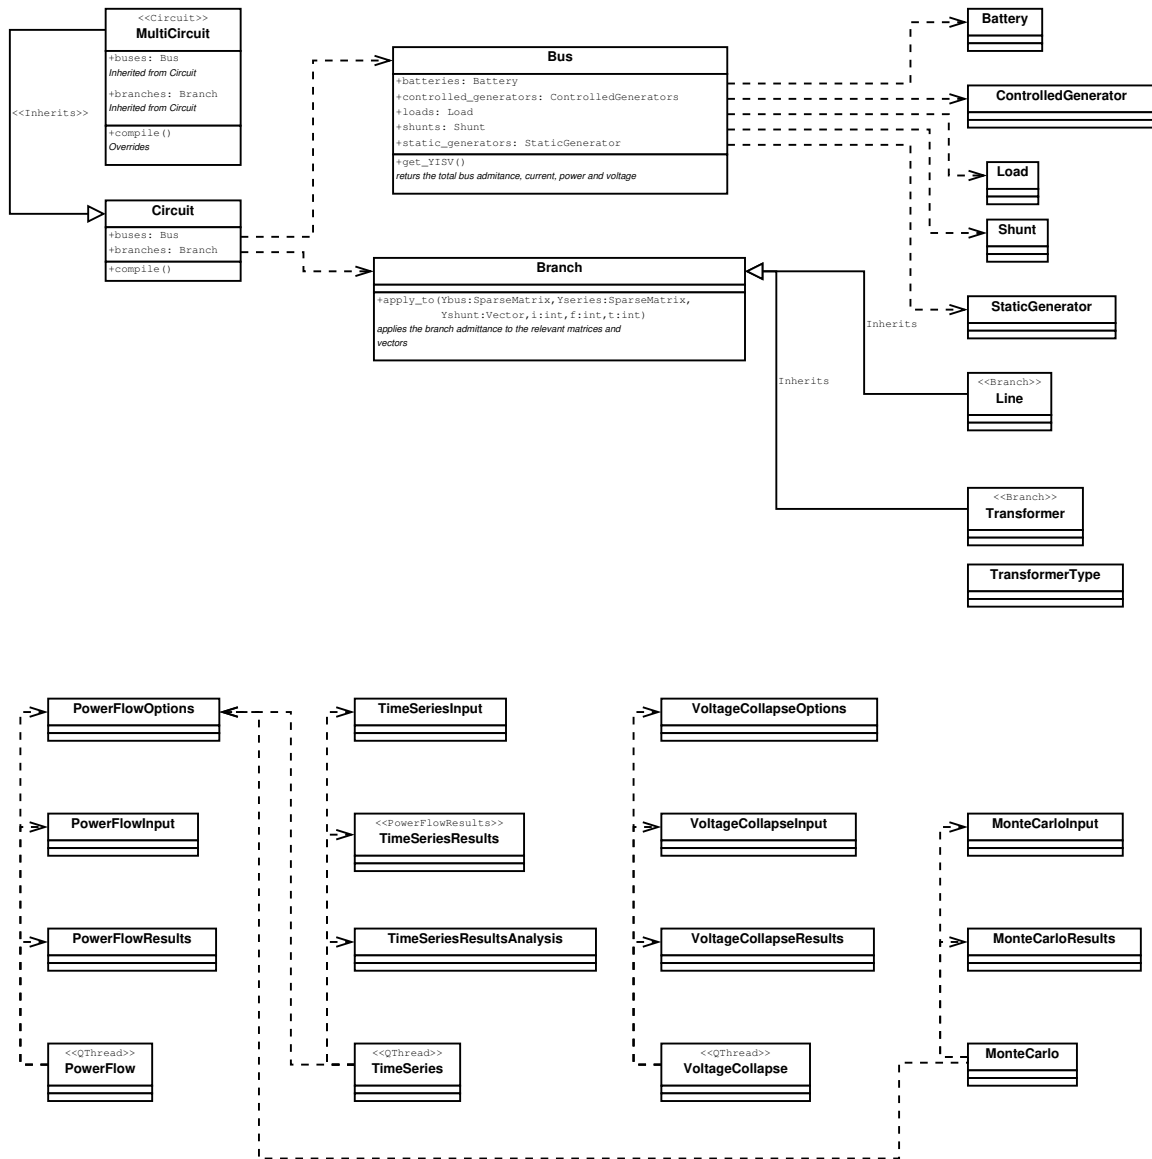 <<Circuit>>
MultiCircuit
+buses: Bus
Inherited from Circuit
+branches: Branch
Inherited from Circuit
+compile()
Overrides
<<Inherits>>
Circuit
+buses: Bus
+branches: Branch
+compile()
Bus
+batteries: Battery
+controlled_generators: ControlledGenerators
+loads: Load
+shunts: Shunt
+static_generators: StaticGenerator
+get_YISV()
returs the total bus admitance, current, power and voltage
Branch
+apply_to(Ybus:SparseMatrix,Yseries:SparseMatrix,
Yshunt:Vector,i:int,f:int,t:int)
applies the branch admittance to the relevant matrices and
vectors
Battery
ControlledGenerator
Load
Shunt
StaticGenerator
Inherits
<<Branch>>
Line
Inherits
<<Branch>>
Transformer
TransformerType
PowerFlowOptions
TimeSeriesInput
VoltageCollapseOptions
PowerFlowInput
<<PowerFlowResults>>
TimeSeriesResults
VoltageCollapseInput
MonteCarloInput
PowerFlowResults
TimeSeriesResultsAnalysis
VoltageCollapseResults
MonteCarloResults
<<QThread>>
PowerFlow
<<QThread>>
TimeSeries
<<QThread>>
VoltageCollapse
MonteCarlo